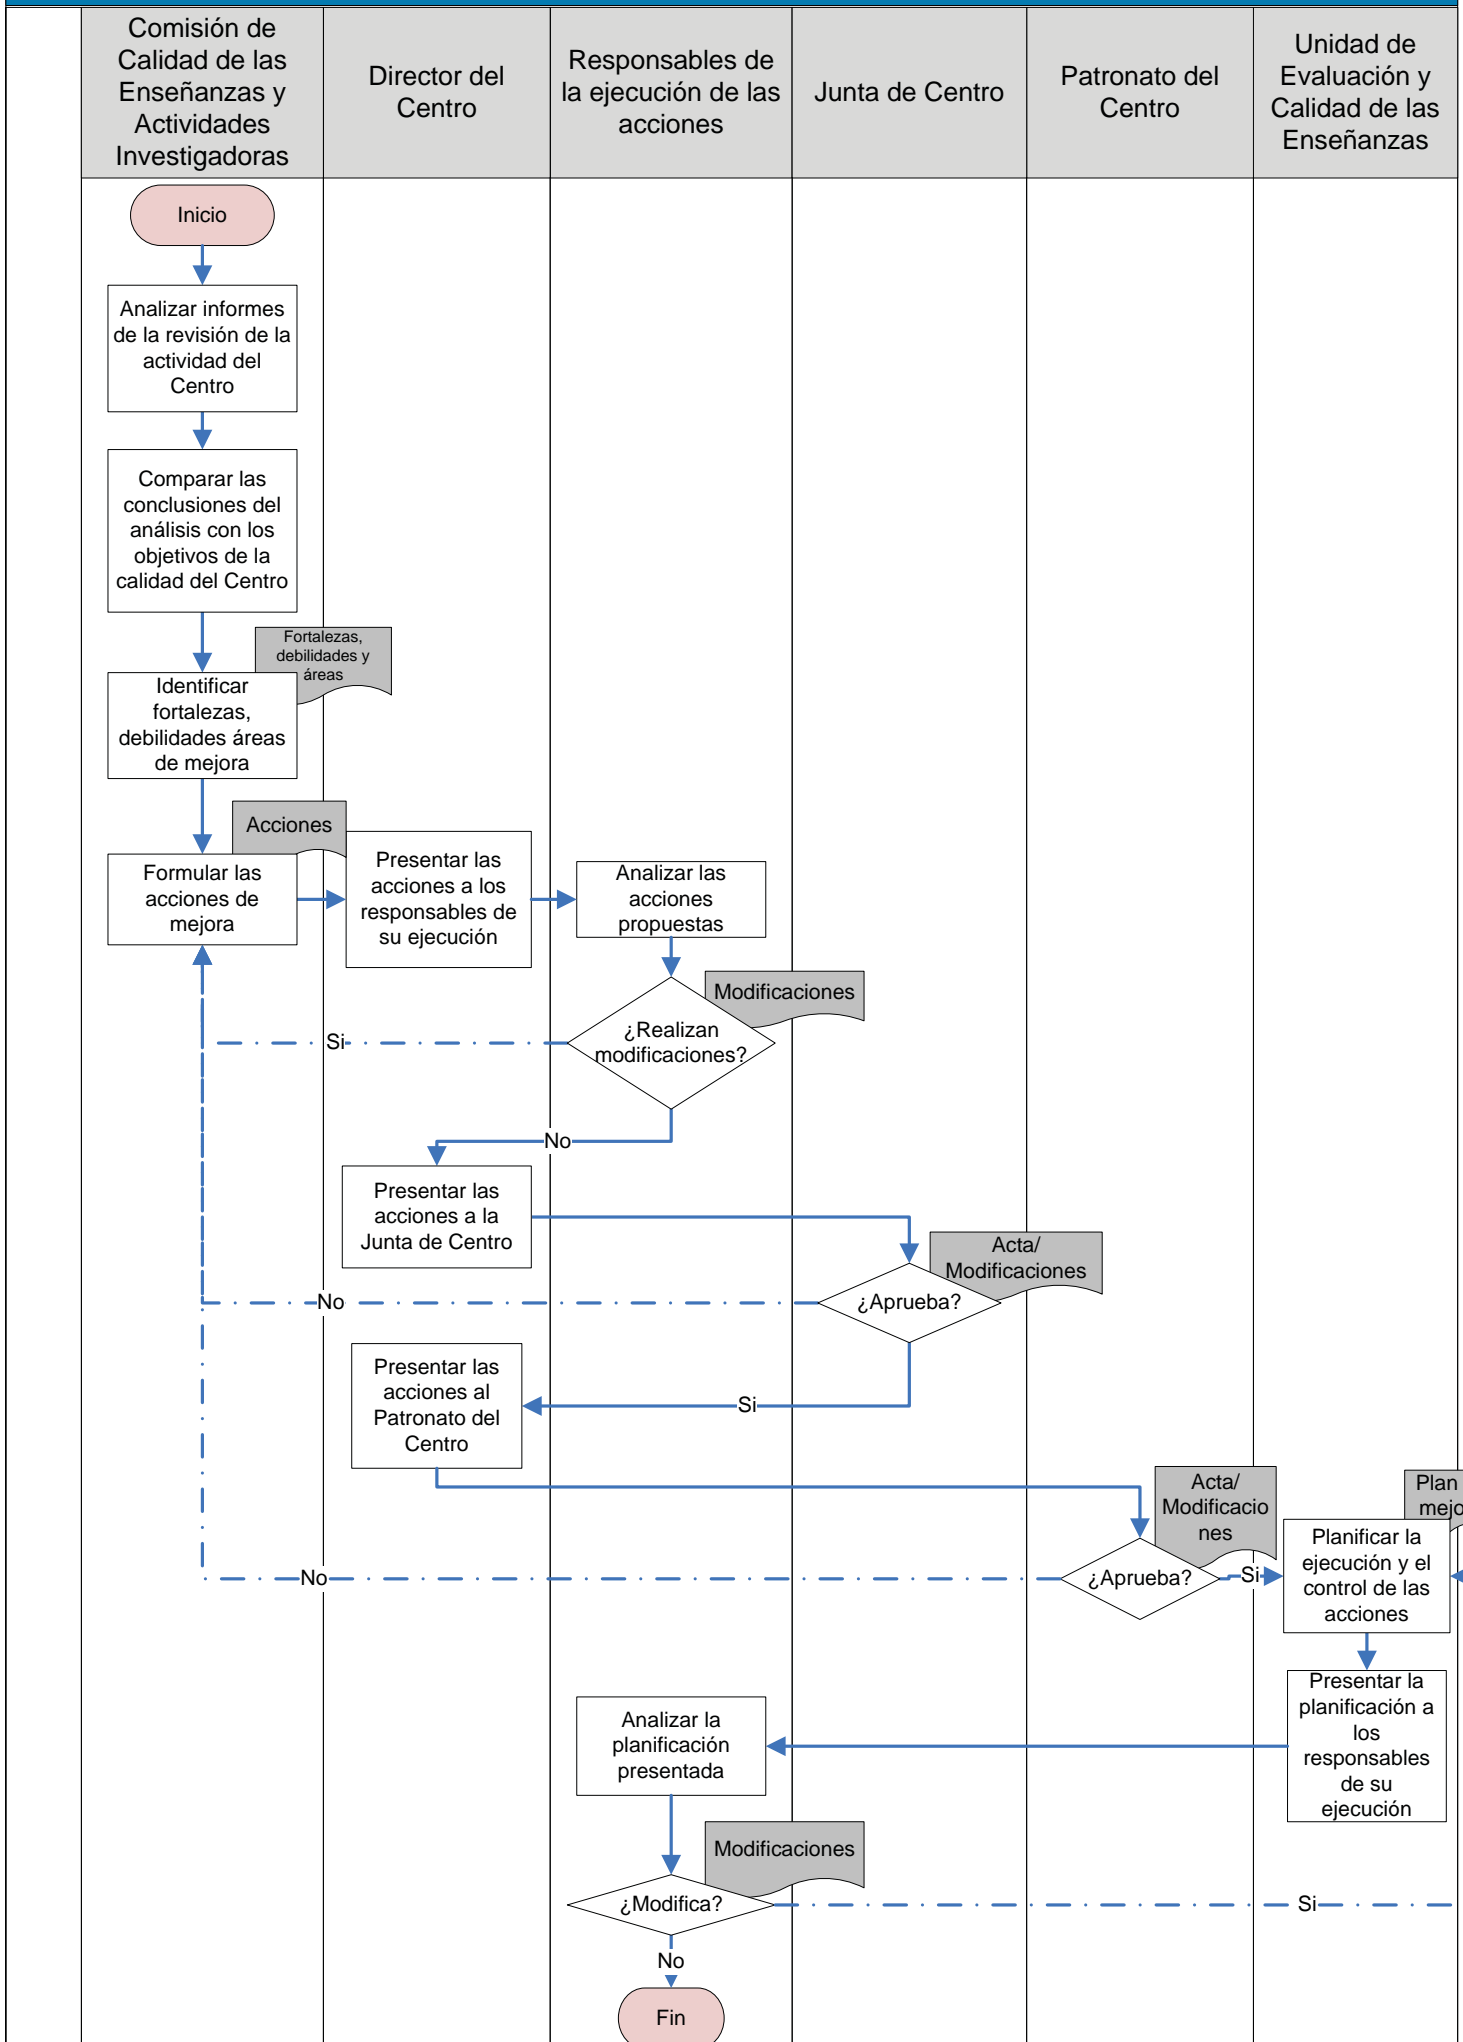 Comisión de
Calidad de las
Enseñanzas y
Actividades
Investigadoras
Director del
Centro
Responsables de
la ejecución de las
acciones
Junta de Centro
Patronato del
Centro
Unidad de
Evaluación y
Calidad de las
Enseñanzas
Inicio
Analizar informes
de la revisión de la
actividad del
Centro
Comparar las
conclusiones del
análisis con los
objetivos de la
calidad del Centro
Fortalezas,
debilidades y
áreas
Identificar
fortalezas,
debilidades áreas
de mejora
Acciones
Formular las
acciones de
mejora
Presentar las
acciones a los
responsables de
su ejecución
Analizar las
acciones
propuestas
Modificaciones
¿Realizan
modificaciones?
Si
No
Presentar las
acciones a la
Junta de Centro
Acta/
Modificaciones
¿Aprueba?
No
Presentar las
acciones al
Patronato del
Centro
Si
Acta/
Modificacio
nes
Plan
mejo
¿Aprueba?
No
Si
Planificar la
ejecución y el
control de las
acciones
Presentar la
planificación a
los
responsables
de su
ejecución
Analizar la
planificación
presentada
Modificaciones
¿Modifica?
Si
No
Fin